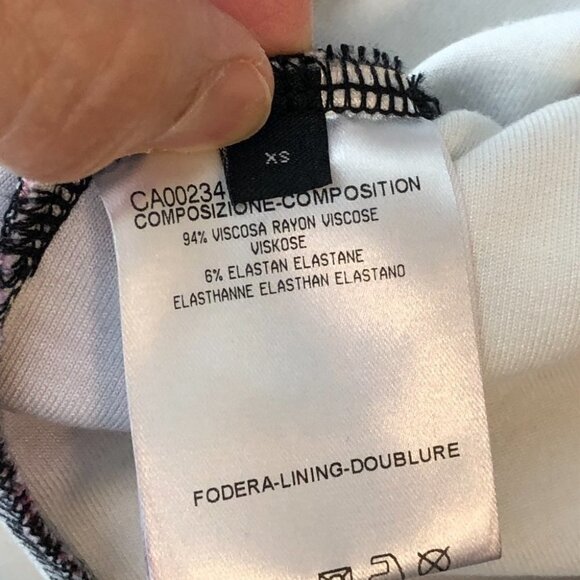 XS
CA00234
COMPOSIZIONE-COMPOSITION
94% VISCOSA RAYON VISCOSE
VISKOSE
6% ELASTAN ELASTANE
ELASTHANNE ELASTHAN ELASTANO
FODERA-LINING-DOUBLURE